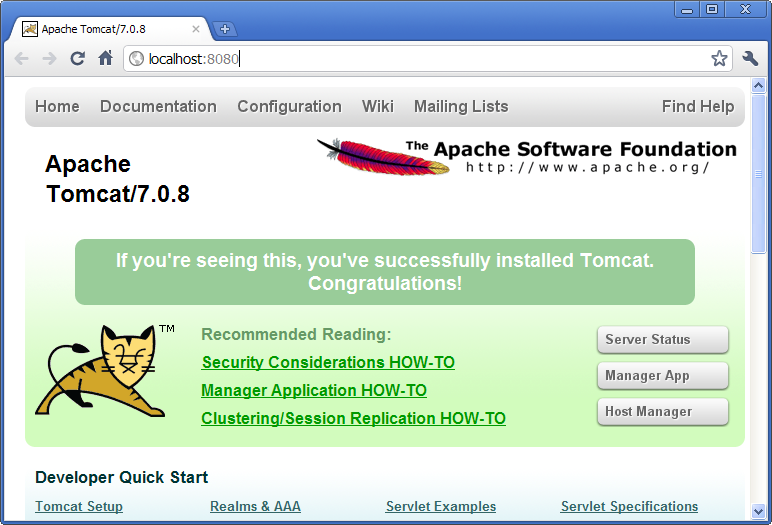 Apache Tomcat/7.0.8
localhost:8080
Home Documentation Configuration Wiki Mailing Lists Find Help
Apache
Tomcat/7.0.8
The Apache Software Foundation
http://www.apache.org/
If you're seeing this, you've successfully installed Tomcat.
Congratulations!
TM
Recommended Reading:
Security Considerations HOW-TO
Manager Application HOW-TO
Clustering/Session Replication HOW-TO
Server Status
Manager App
Host Manager
Developer Quick Start
Tomcat Setup Realms & AAA Servlet Examples Servlet Specifications